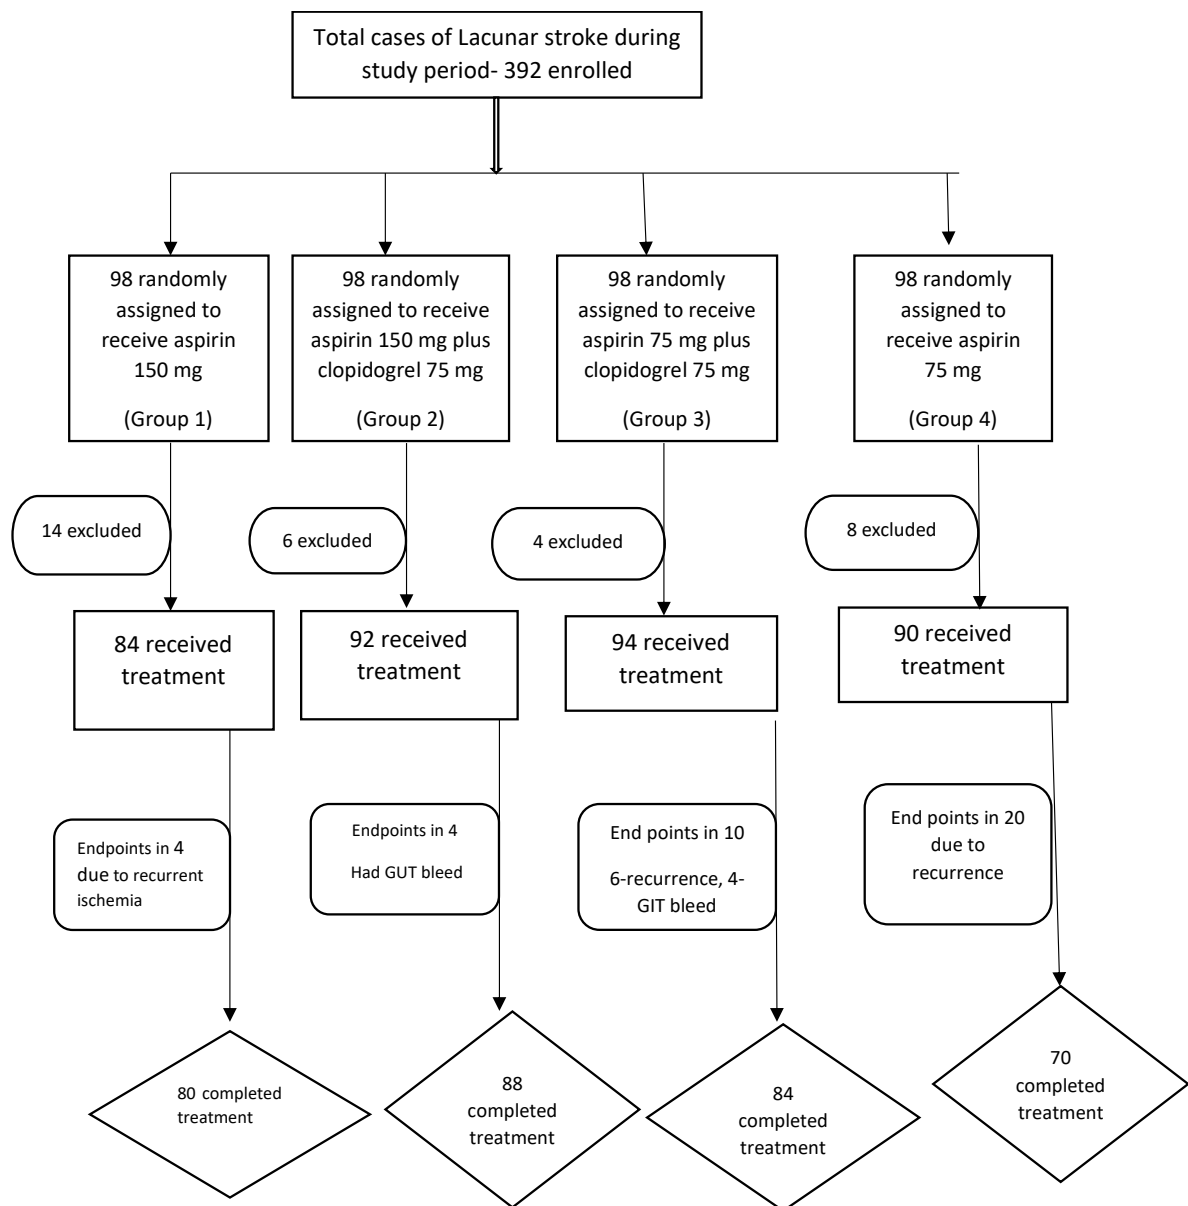 Total cases of Lacunar stroke during
study period- 392 enrolled
98 randomly
assigned to
receive aspirin
150 mg
(Group 1)
98 randomly
assigned to receive
aspirin 150 mg plus
clopidogrel 75 mg
(Group 2)
98 randomly
assigned to receive
aspirin 75 mg plus
clopidogrel 75 mg
(Group 3)
98 randomly
assigned to
receive aspirin
75 mg
(Group 4)
14 excluded
6 excluded
4 excluded
8 excluded
84 received
treatment
92 received
treatment
94 received
treatment
90 received
treatment
Endpoints in 4
due to recurrent
ischemia
Endpoints in 4
Had GUT bleed
End points in 10
6-recurrence, 4-
GIT bleed
End points in 20
due to
recurrence
80 completed
treatment
88
completed
treatment
84
completed
treatment
70
completed
treatment